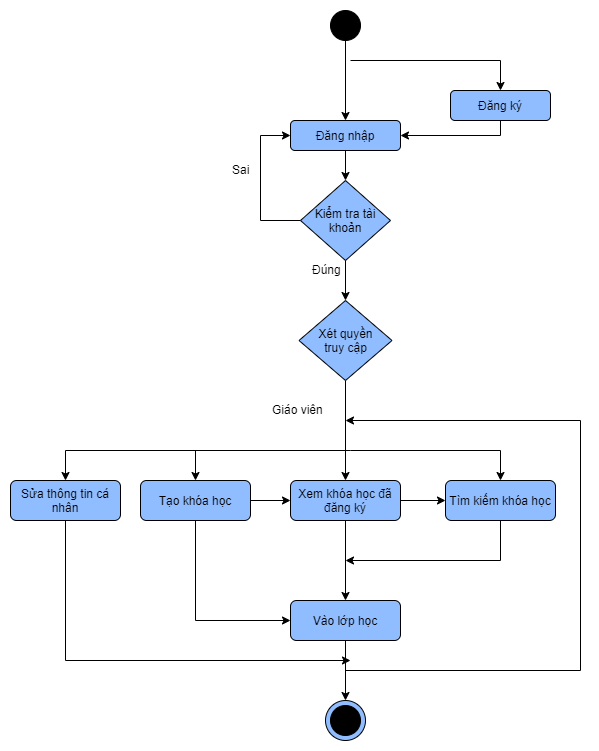 Đăng ký
Đăng nhập
Sai
Kiểm tra tài
khoản
Đúng
Xét quyền
truy cập
Giáo viên
Sửa thông tin cá
nhân
Tạo khóa học
Xem khóa học đã
đăng ký
Tìm kiếm khóa học
Vào lớp học